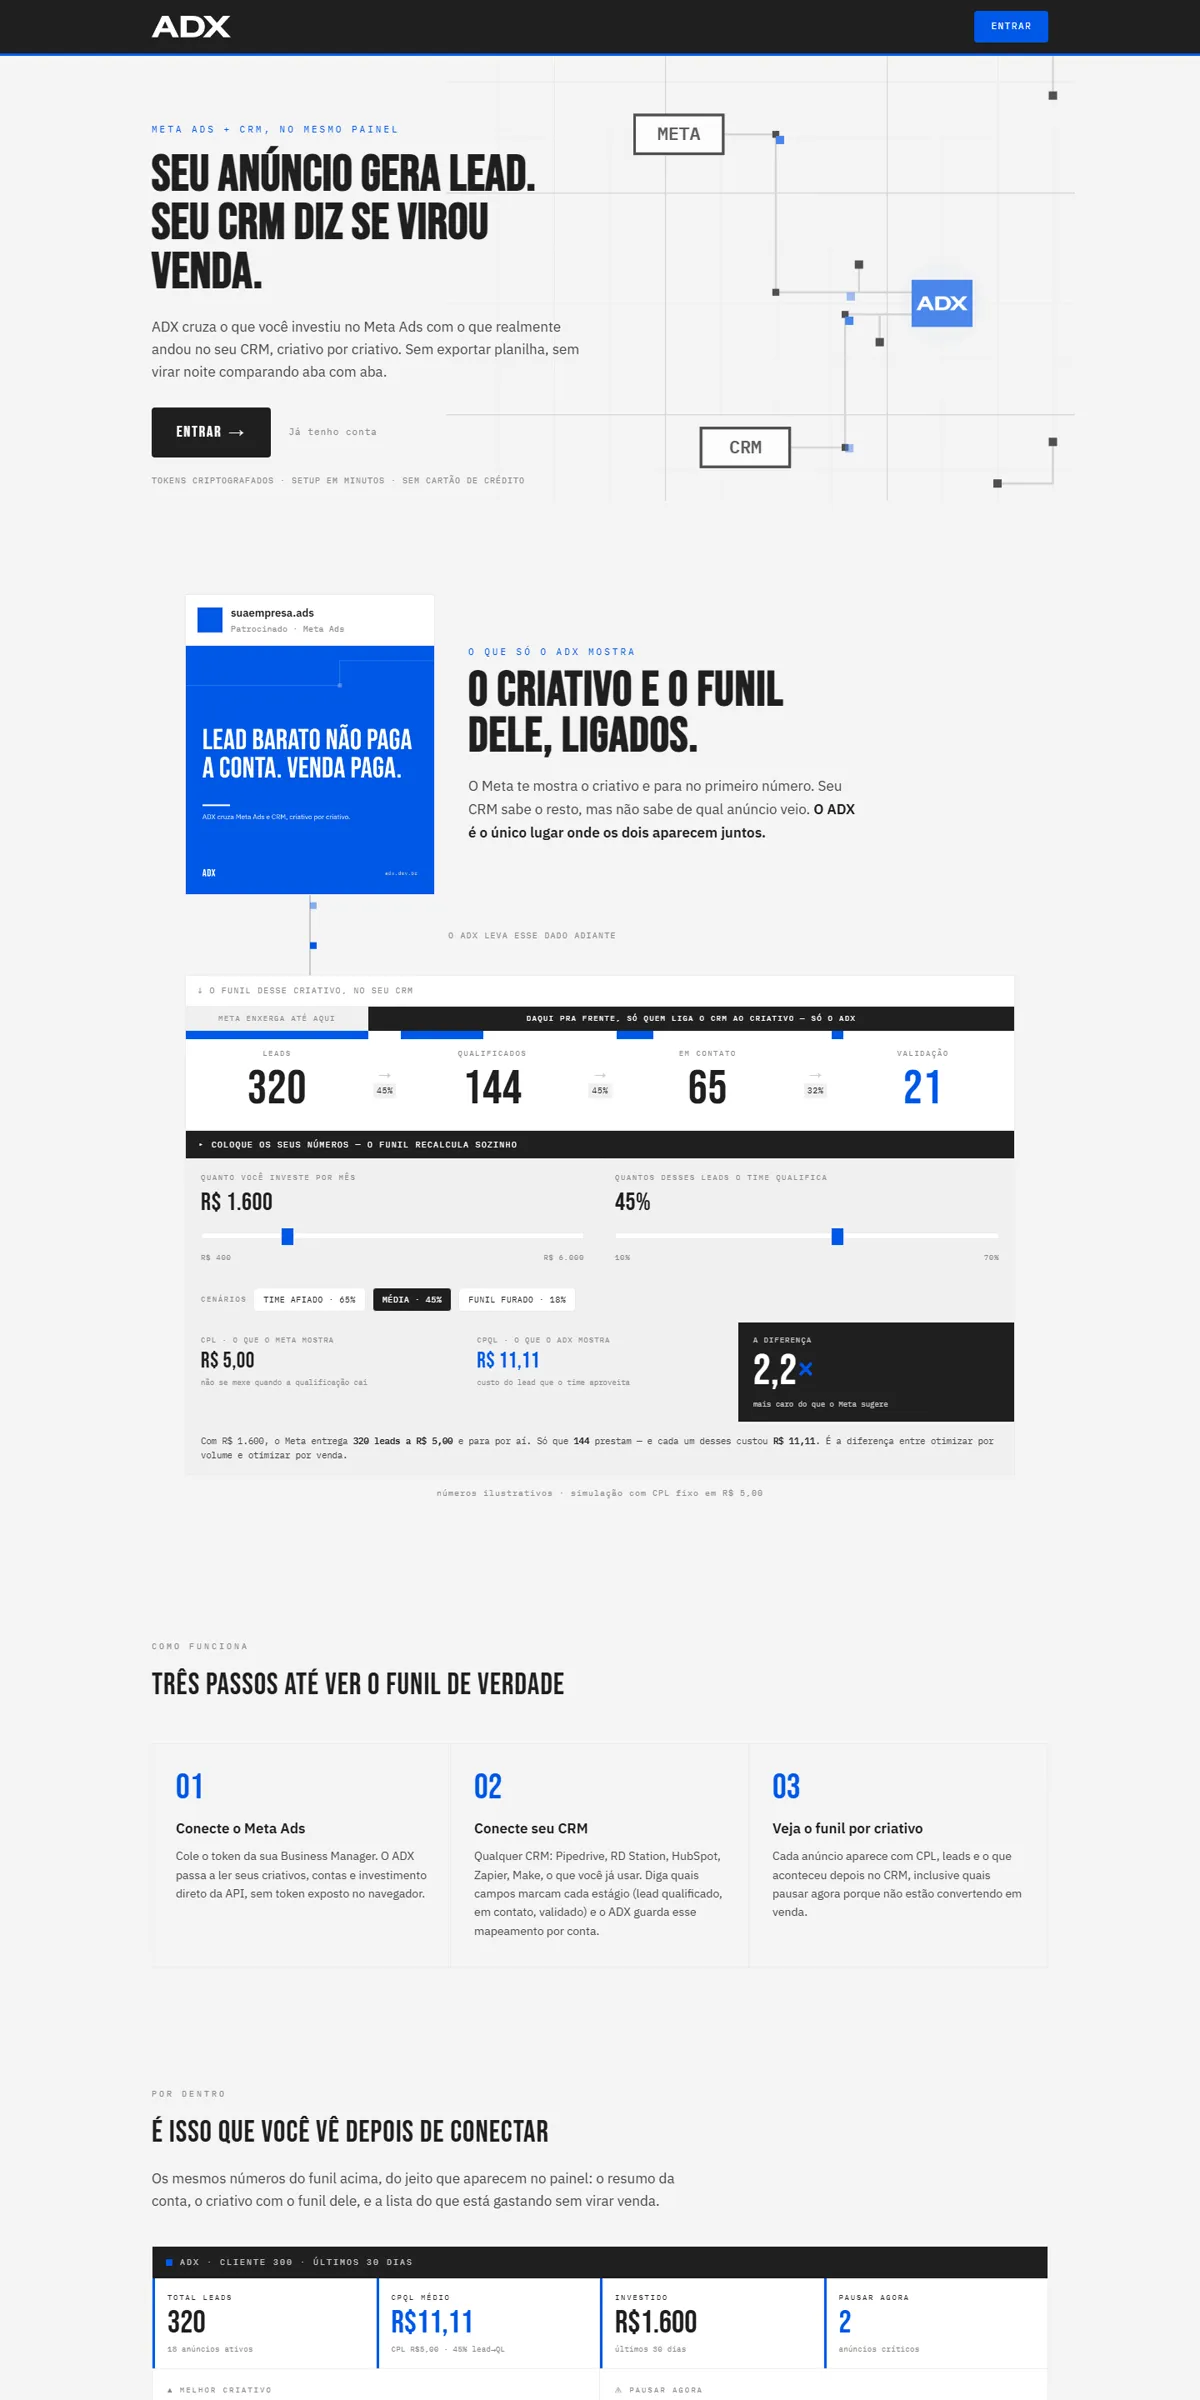 ADX
ENTRAR
META ADS + CRM, NO MESMO PAINEL
SEU ANÚNCIO GERA LEAD.
SEU CRM DIZ SE VIROU
VENDA.
ADX cruza o que você investiu no Meta Ads com o que realmente
andou no seu CRM, criativo por criativo. Sem exportar planilha, sem
virar noite comparando aba com aba.
ENTRAR →
Já tenho conta
TOKENS CRIPTOGRAFADOS · SETUP EM MINUTOS · SEM CARTÃO DE CRÉDITO
META
ADX
CRM
suaempresa.ads
Patrocinado · Meta Ads
LEAD BARATO NÃO PAGA
A CONTA. VENDA PAGA.
ADX cruza Meta Ads e CRM, criativo por criativo.
ADX
adx.dev.br
O QUE SÓ O ADX MOSTRA
O CRIATIVO E O FUNIL
DELE, LIGADOS.
O Meta te mostra o criativo e para no primeiro número. Seu
CRM sabe o resto, mas não sabe de qual anúncio veio. O ADX
é o único lugar onde os dois aparecem juntos.
O ADX LEVA ESSE DADO ADIANTE
↓ O FUNIL DESSE CRIATIVO, NO SEU CRM
META ENXERGA ATÉ AQUI
DAQUI PRA FRENTE, SÓ QUEM LIGA O CRM AO CRIATIVO — SÓ O ADX
LEADS
320
→
45%
QUALIFICADOS
144
→
45%
EM CONTATO
65
→
32%
VALIDAÇÃO
21
▸ COLOQUE OS SEUS NÚMEROS — O FUNIL RECALCULA SOZINHO
QUANTO VOCÊ INVESTE POR MÊS
R$ 1.600
R$ 400
R$ 6.000
QUANTOS DESSES LEADS O TIME QUALIFICA
45%
10%
70%
CENÁRIOS
TIME AFIADO · 65%
MÉDIA · 45%
FUNIL FURADO · 18%
CPL · O QUE O META MOSTRA
R$ 5,00
não se mexe quando a qualificação cai
CPQL · O QUE O ADX MOSTRA
R$ 11,11
custo do lead que o time aproveita
A DIFERENÇA
2,2×
mais caro do que o Meta sugere
Com R$ 1.600, o Meta entrega 320 leads a R$ 5,00 e para por aí. Só que 144 prestam — e cada um desses custou R$ 11,11. É a diferença entre otimizar por
volume e otimizar por venda.
números ilustrativos · simulação com CPL fixo em R$ 5,00
COMO FUNCIONA
TRÊS PASSOS ATÉ VER O FUNIL DE VERDADE
01
Conecte o Meta Ads
Cole o token da sua Business Manager. O ADX
passa a ler seus criativos, contas e investimento
direto da API, sem token exposto no navegador.
02
Conecte seu CRM
Qualquer CRM: Pipedrive, RD Station, HubSpot,
Zapier, Make, o que você já usar. Diga quais
campos marcam cada estágio (lead qualificado,
em contato, validado) e o ADX guarda esse
mapeamento por conta.
03
Veja o funil por criativo
Cada anúncio aparece com CPL, leads e o que
aconteceu depois no CRM, inclusive quais
pausar agora porque não estão convertendo em
venda.
POR DENTRO
É ISSO QUE VOCÊ VÊ DEPOIS DE CONECTAR
Os mesmos números do funil acima, do jeito que aparecem no painel: o resumo da
conta, o criativo com o funil dele, e a lista do que está gastando sem virar venda.
ADX · CLIENTE 300 · ÚLTIMOS 30 DIAS
TOTAL LEADS
320
18 anúncios ativos
CPQL MÉDIO
R$11,11
CPL R$5,00 · 45% lead→QL
INVESTIDO
R$1.600
últimos 30 dias
PAUSAR AGORA
2
anúncios críticos
▲ MELHOR CRIATIVO
⚠ PAUSAR AGORA